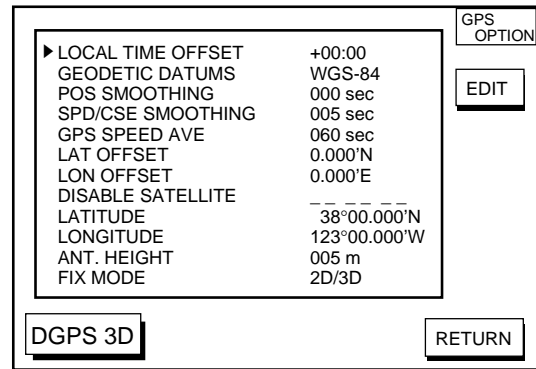 GPS
OPTION
▶ LOCAL TIME OFFSET +00:00
GEODETIC DATUMS WGS-84
POS SMOOTHING 000 sec
SPD/CSE SMOOTHING 005 sec
GPS SPEED AVE 060 sec
LAT OFFSET 0.000'N
LON OFFSET 0.000'E
DISABLE SATELLITE _ _ _ _ _ _
LATITUDE 38°00.000'N
LONGITUDE 123°00.000'W
ANT. HEIGHT 005 m
FIX MODE 2D/3D
EDIT
DGPS 3D
RETURN